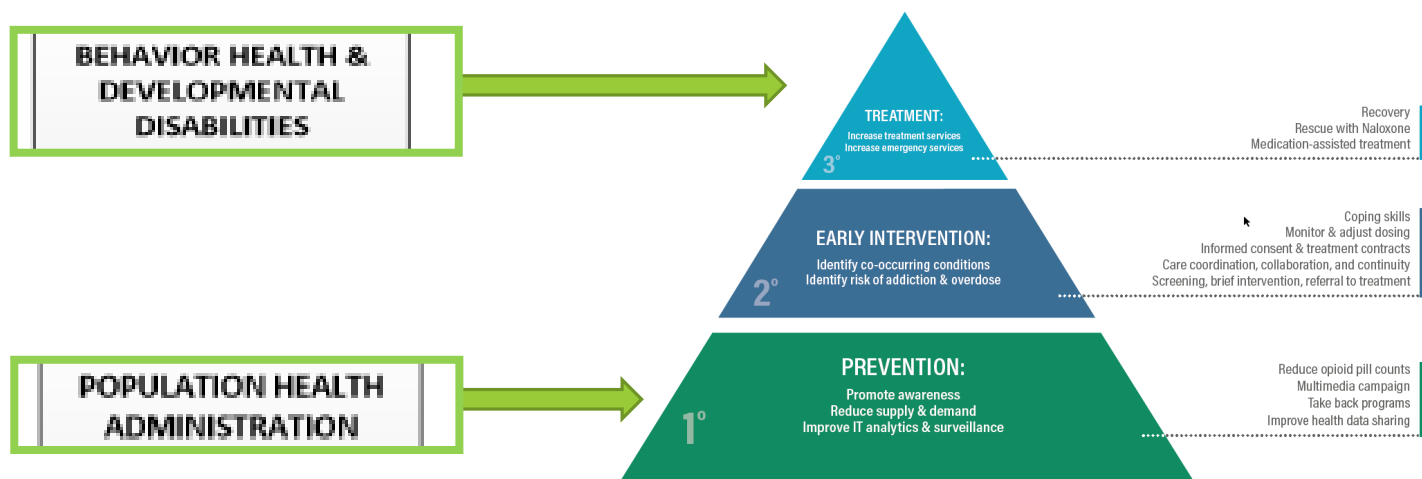 BEHAVIOR HEALTH &
DEVELOPMENTAL
DISABILITIES
TREATMENT:
Increase treatment services
Increase emergency services
3°
Recovery
Rescue with Naloxone
Medication-assisted treatment
EARLY INTERVENTION:
Identify co-occurring conditions
Identify risk of addiction & overdose
2°
Coping skills
Monitor & adjust dosing
Informed consent & treatment contracts
Care coordination, collaboration, and continuity
Screening, brief intervention, referral to treatment
POPULATION HEALTH
ADMINISTRATION
PREVENTION:
Promote awareness
Reduce supply & demand
Improve IT analytics & surveillance
1°
Reduce opioid pill counts
Multimedia campaign
Take back programs
Improve health data sharing